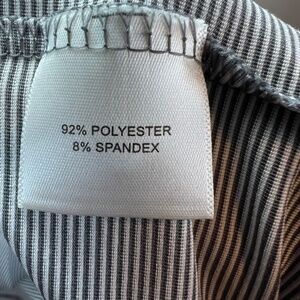 92% POLYESTER
8% SPANDEX